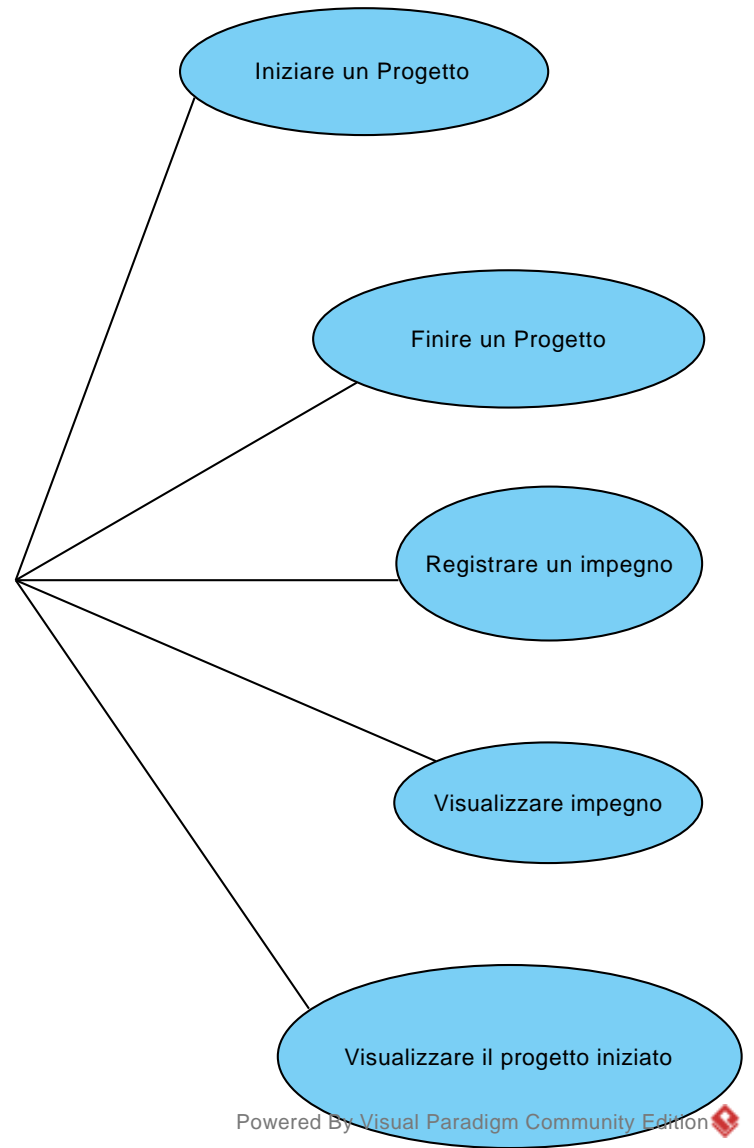 Iniziare un Progetto
Finire un Progetto
Registrare un impegno
Visualizzare impegno
Visualizzare il progetto iniziato
Powered By Visual Paradigm Community Edition